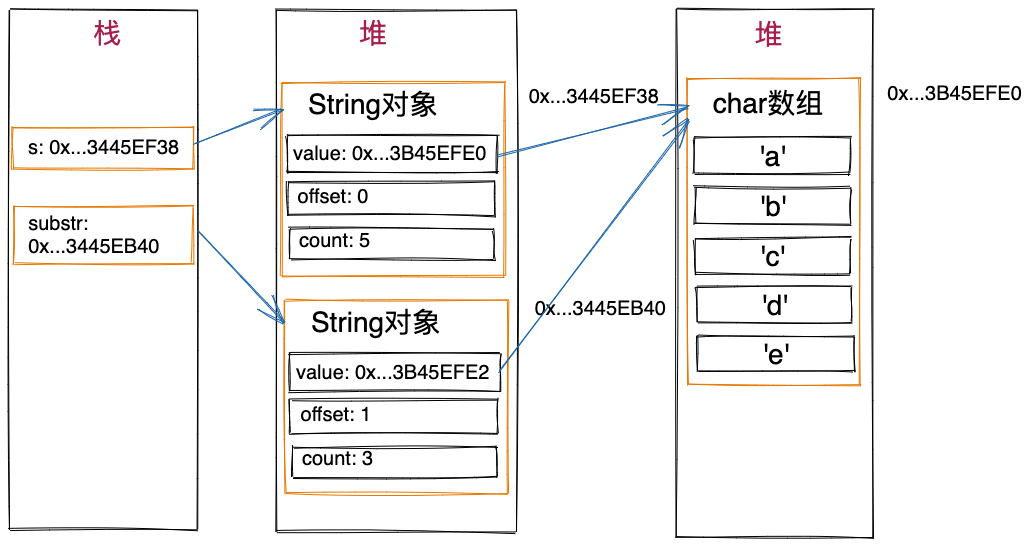 栈
s: 0x...3445EF38
substr:
0x...3445EB40
堆
String对象
value: 0x...3B45EFE0
offset: 0
count: 5
0x...3445EF38
String对象
value: 0x...3B45EFE2
offset: 1
count: 3
0x...3445EB40
堆
char数组
'a'
'b'
'c'
'd'
'e'
0x...3B45EFE0